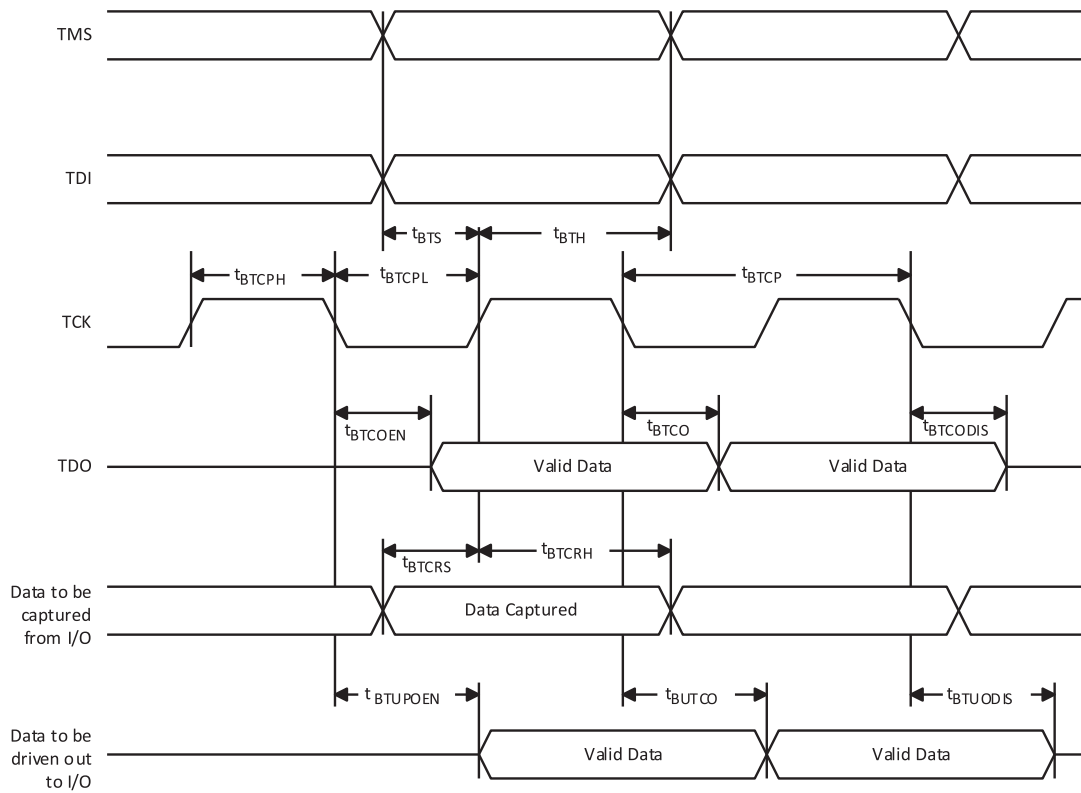 TMS
TDI
tBTS
tBTH
tBTCPH
tBTCPL
tBTCP
TCK
tBTCOEN
tBTCO
tBTCODIS
TDO
Valid Data
Valid Data
tBTCRS
tBTCRH
Data to be
captured
from I/O
Data Captured
tBTUPOEN
tBUTCO
tBTUODIS
Data to be
driven out
to I/O
Valid Data
Valid Data